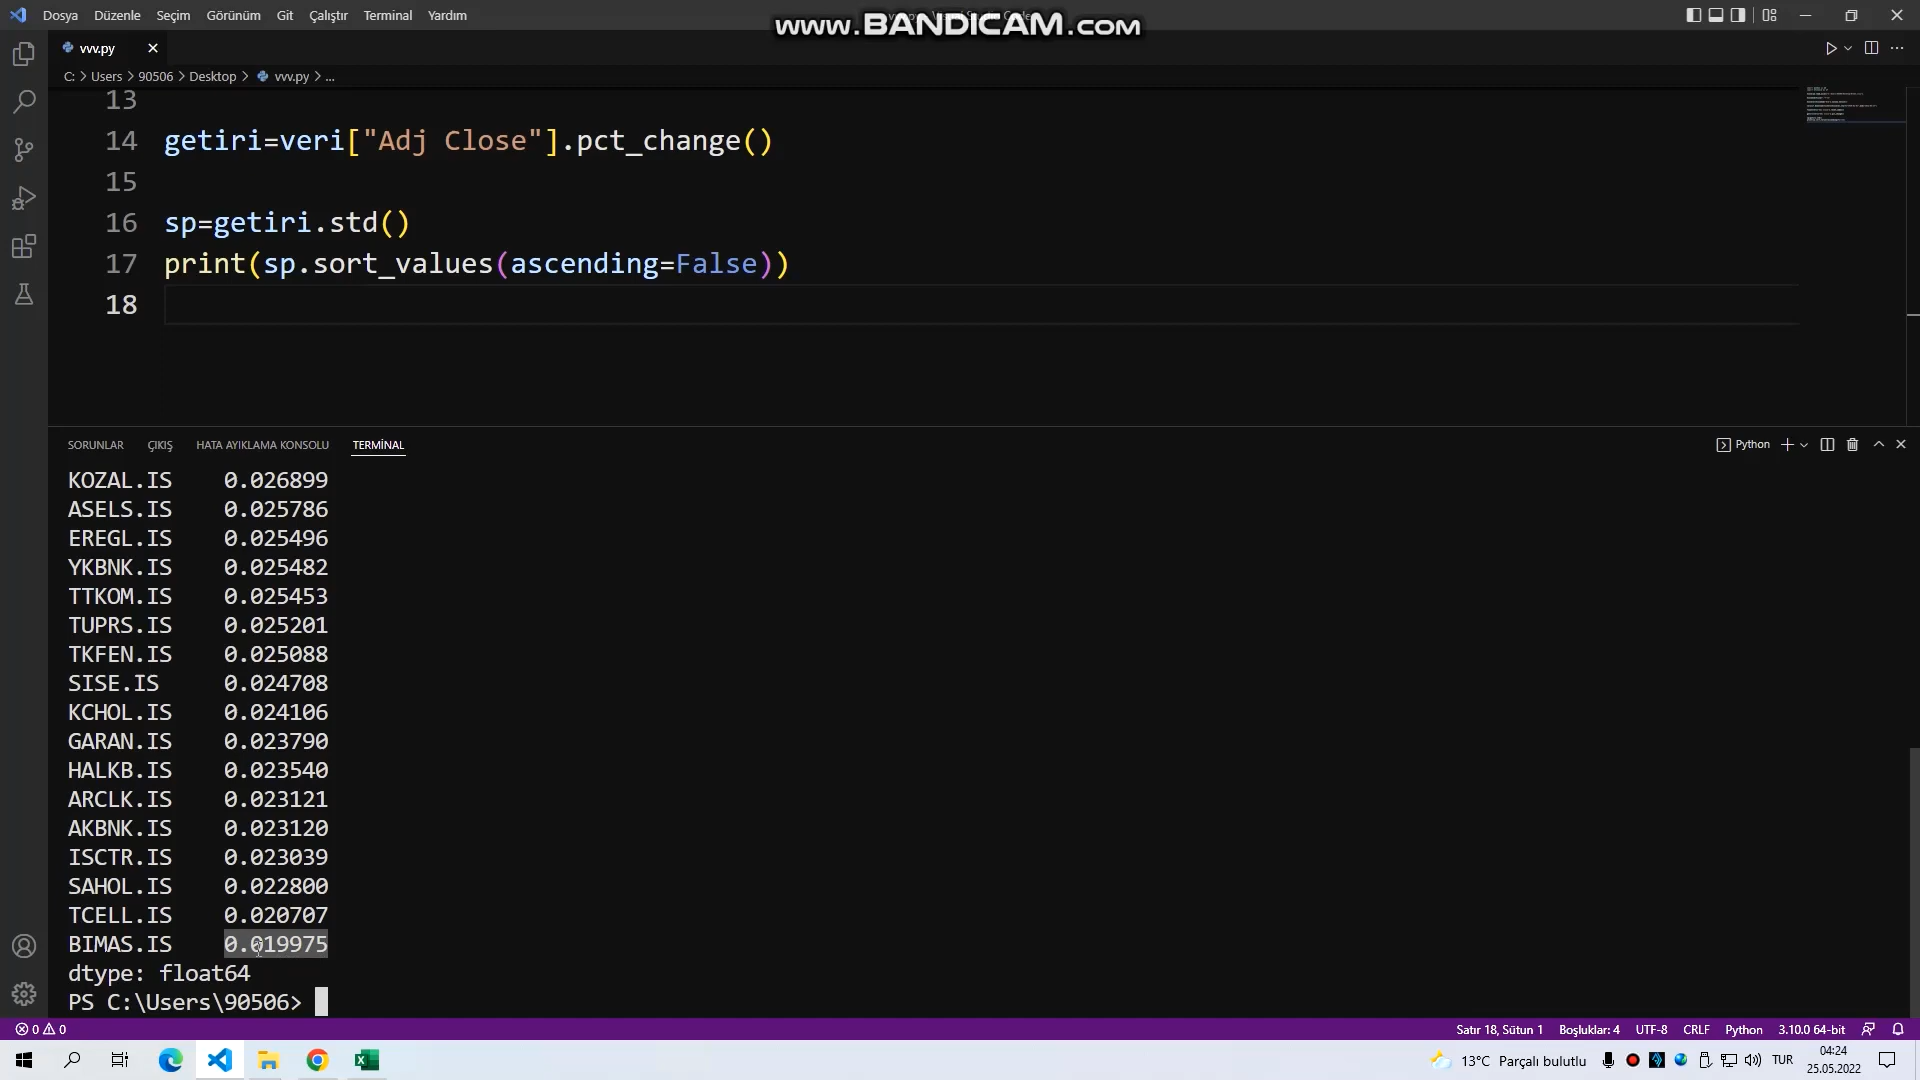 Dosya Düzenle Seçim Görünüm Git Çalıştır Terminal Yardım
www.BANDICAM.com
vvv.py
C: > Users > 90506 > Desktop > vvv.py > ...
13
14 getiri=veri["Adj Close"].pct_change()
15
16 sp=getiri.std()
17 print(sp.sort_values(ascending=False))
18
SORUNLAR ÇIKIŞ HATA AYIKLAMA KONSOLU TERMİNAL
Python
KOZAL.IS 0.026899
ASELS.IS 0.025786
EREGL.IS 0.025496
YKBNK.IS 0.025482
TTKOM.IS 0.025453
TUPRS.IS 0.025201
TKFEN.IS 0.025088
SISE.IS 0.024708
KCHOL.IS 0.024106
GARAN.IS 0.023790
HALKB.IS 0.023540
ARCLK.IS 0.023121
AKBNK.IS 0.023120
ISCTR.IS 0.023039
SAHOL.IS 0.022800
TCELL.IS 0.020707
BIMAS.IS 0.019975
dtype: float64
PS C:\Users\90506>
0 0 Satır 18, Sütun 1 Boşluklar: 4 UTF-8 CRLF Python 3.10.0 64-bit
13°C Parçalı bulutlu TUR 04:24
25.05.2022